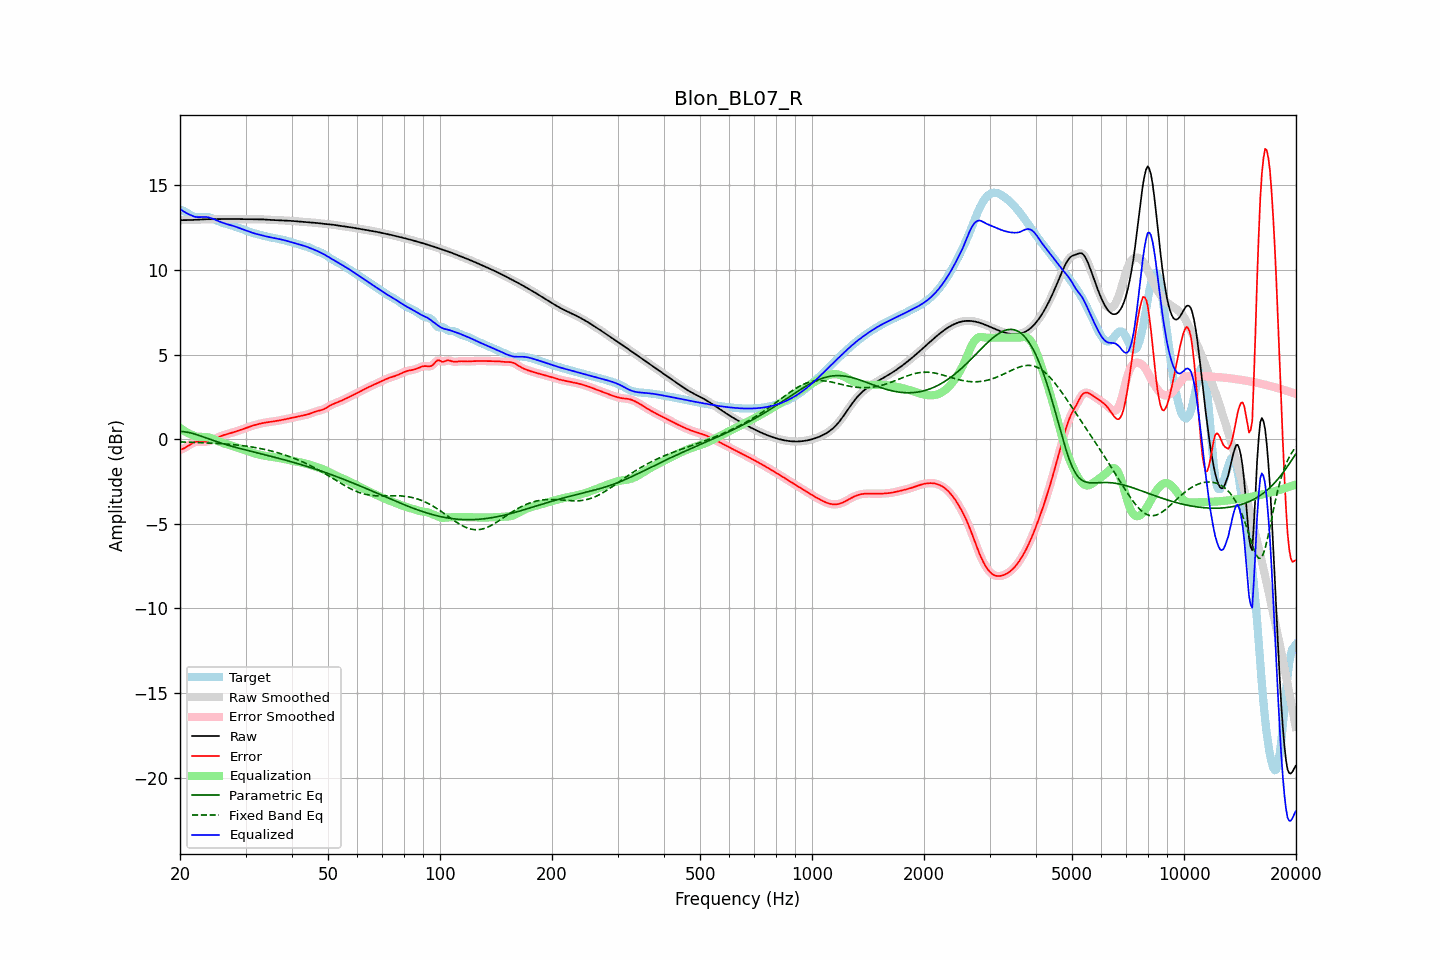 Blon_BL07_R
Amplitude (dBr)
15
10
5
0
−5
−10
−15
−20
Target
Raw Smoothed
Error Smoothed
Raw
Error
Equalization
Parametric Eq
Fixed Band Eq
Equalized
20
50
100
200
500
1000
2000
5000
10000
20000
Frequency (Hz)